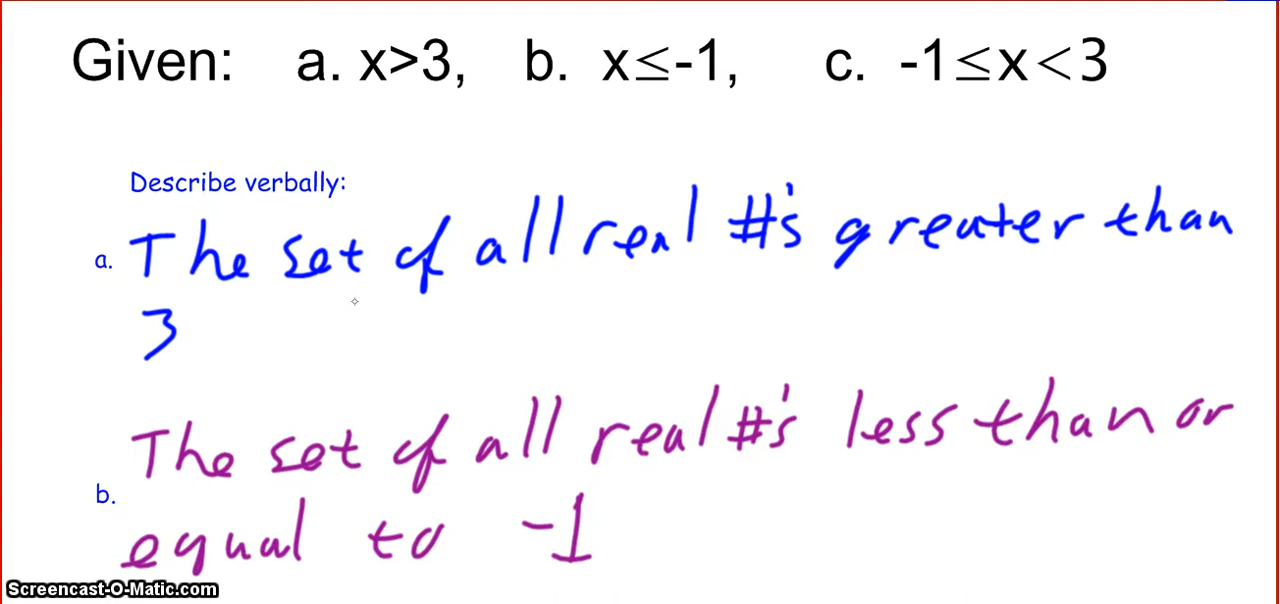 Given: a. x>3, b. x≤-1, c. -1≤x<3
Describe verbally:
a. The set of all real #'s greater than
3
The set of all real #'s less than or
b.
equal to -1
Screencast-O-Matic.com